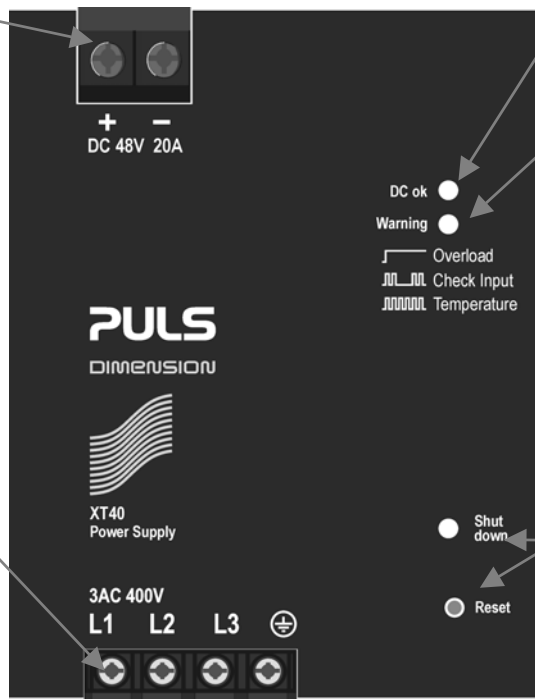 + −
DC 48V 20A
DC ok
Warning
Overload
Check Input
Temperature
PULS
DIMENSION
XT40
Power Supply
Shut
down
Reset
3AC 400V
L1 L2 L3